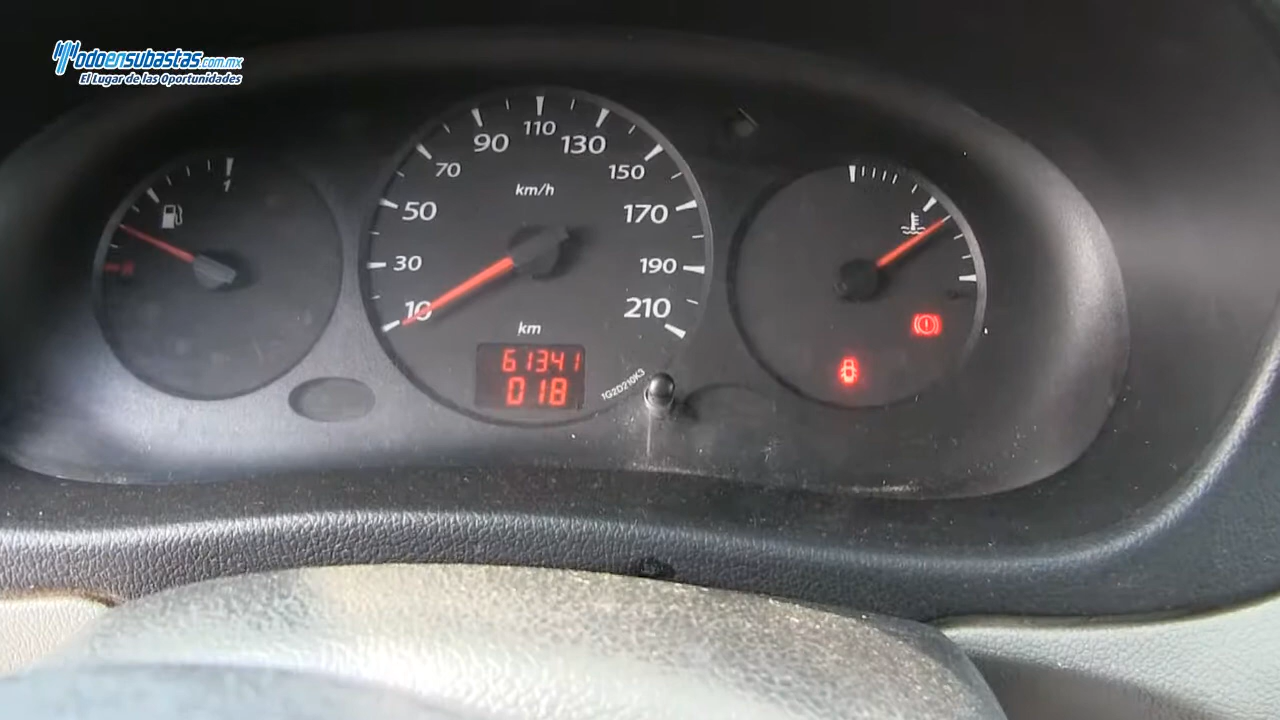 Todoensubastas.com.mx
El Lugar de las Oportunidades
1
10
30
50
70
90
110
130
150
170
190
210
km/h
km
61341
018
1G2D210K3